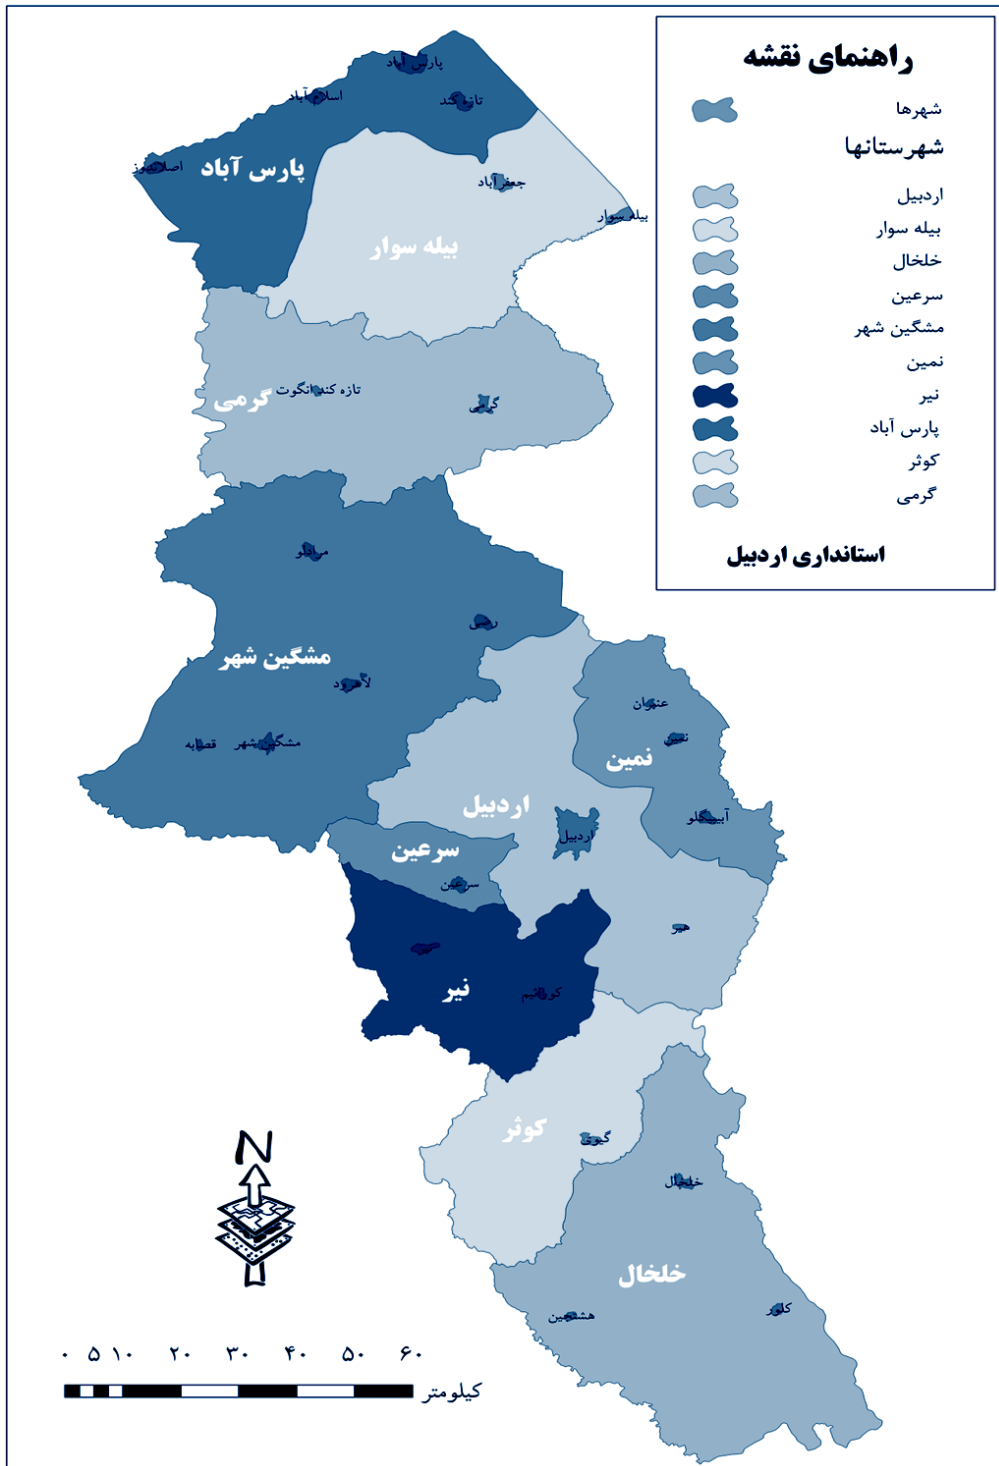 راهنمای نقشه
شهرها
شهرستانها
اردبیل
بیله سوار
خلخال
سرعین
مشگین شهر
نمین
نیر
پارس آباد
کوثر
گرمی
استانداری اردبیل
پارس آباد
اسلام آباد
تازه کند
اصلاندوز
پارس آباد
جعفرآباد
بیله سوار
بیله سوار
تازه کند انگوت
گرمی
گرمی
مرادلو
رضی
مشگین شهر
لاهرود
قصابه
مشگین شهر
عنبران
نمین
نمین
آبی بیگلو
اردبیل
اردبیل
سرعین
سرعین
هیر
نیر
کورائیم
کوثر
گیوی
خلخال
خلخال
هشتجین
کلور
N
۰ ۵ ۱۰ ۲۰ ۳۰ ۴۰ ۵۰ ۶۰
کیلومتر